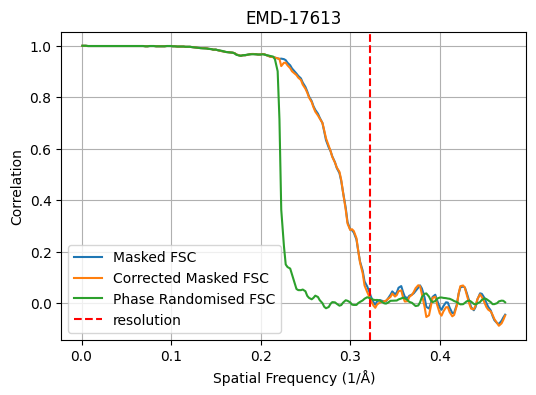 EMD-17613
Correlation
1.0
0.8
0.6
0.4
0.2
0.0
Masked FSC
Corrected Masked FSC
Phase Randomised FSC
resolution
0.0 0.1 0.2 0.3 0.4
Spatial Frequency (1/Å)